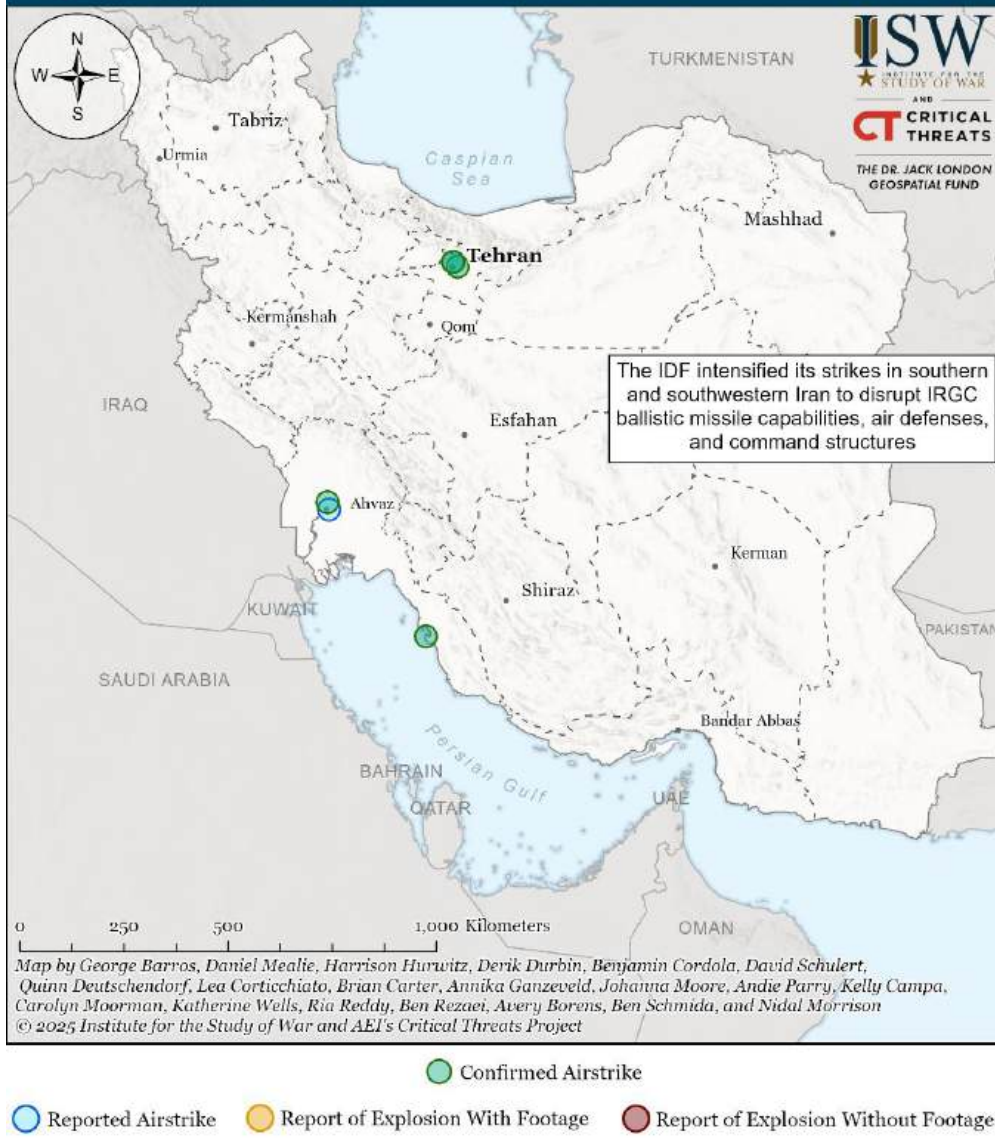 N
W
E
S
ISW
INSTITUTE FOR THE
STUDY OF WAR
AND
CT CRITICAL
THREATS
THE DR. JACK LONDON
GEOSPATIAL FUND
TURKMENISTAN
Tabriz
Urmia
Caspian
Sea
Mashhad
Tehran
Kermanshah
Qom
The IDF intensified its strikes in southern
and southwestern Iran to disrupt IRGC
ballistic missile capabilities, air defenses,
and command structures
IRAQ
Esfahan
Ahvaz
Kerman
Shiraz
KUWAIT
PAKISTAN
SAUDI ARABIA
Bandar Abbas
Persian Gulf
BAHRAIN
QATAR
UAE
OMAN
0 250 500 1,000 Kilometers
Map by George Barros, Daniel Mealie, Harrison Hurwitz, Derik Durbin, Benjamin Cordola, David Schulert,
Quinn Deutschendorf, Lea Corticchiato, Brian Carter, Annika Ganzeveld, Johanna Moore, Andie Parry, Kelly Campa,
Carolyn Moorman, Katherine Wells, Ria Reddy, Ben Rezaei, Avery Borens, Ben Schmida, and Nidal Morrison
© 2025 Institute for the Study of War and AEI's Critical Threats Project
Confirmed Airstrike
Reported Airstrike Report of Explosion With Footage Report of Explosion Without Footage